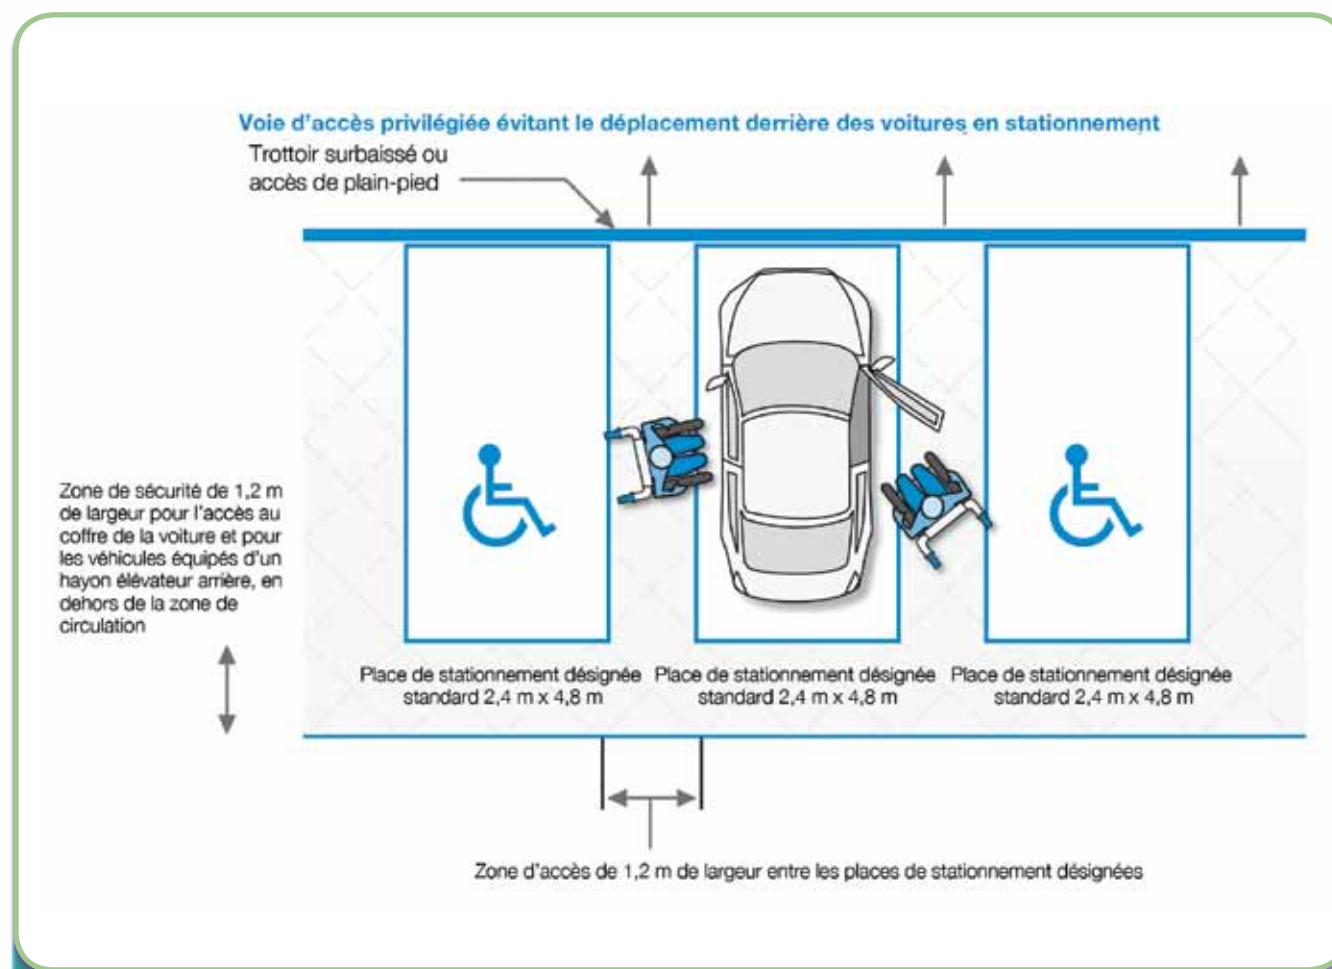 Voie d'accès privilégiée évitant le déplacement derrière des voitures en stationnement
Trottoir surbaissé ou
accès de plain-pied
Zone de sécurité de 1,2 m
de largeur pour l'accès au
coffre de la voiture et pour
les véhicules équipés d'un
hayon élévateur arrière, en
dehors de la zone de
circulation
Place de stationnement désignée
standard 2,4 m x 4,8 m
Place de stationnement désignée
standard 2,4 m x 4,8 m
Place de stationnement désignée
standard 2,4 m x 4,8 m
Zone d'accès de 1,2 m de largeur entre les places de stationnement désignées